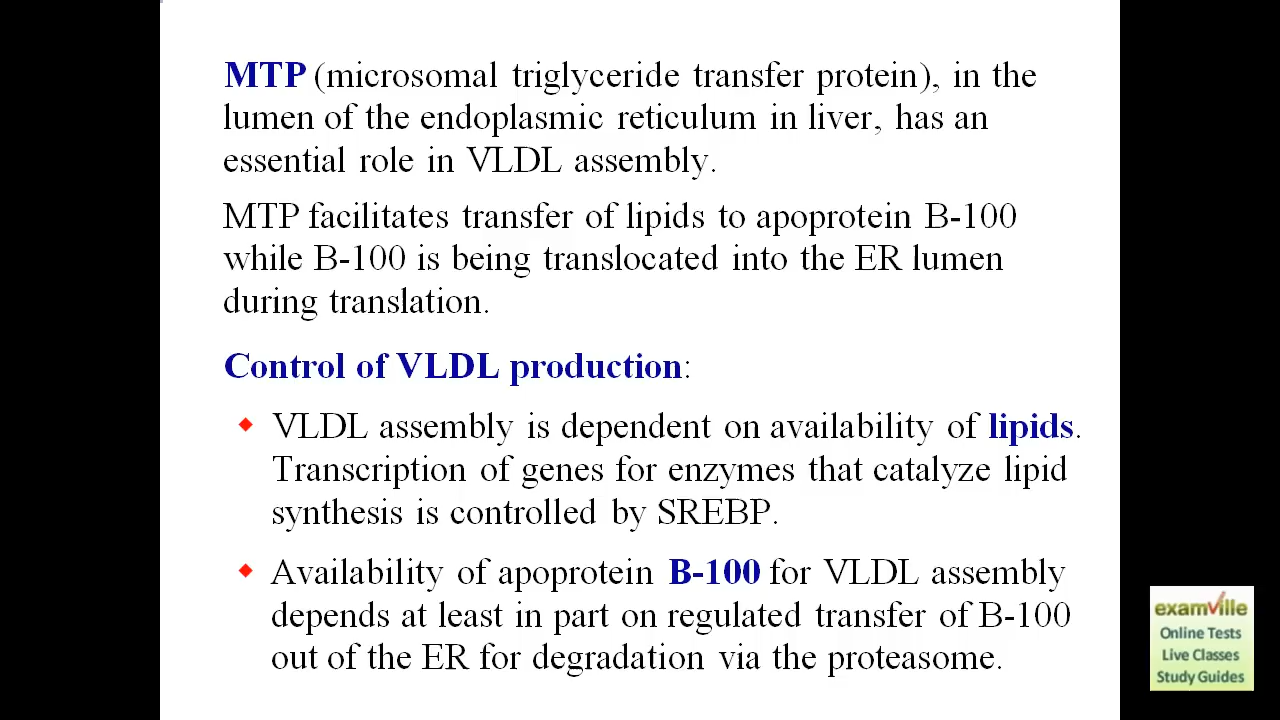 MTP (microsomal triglyceride transfer protein), in the
lumen of the endoplasmic reticulum in liver, has an
essential role in VLDL assembly.
MTP facilitates transfer of lipids to apoprotein B-100
while B-100 is being translocated into the ER lumen
during translation.
Control of VLDL production:
VLDL assembly is dependent on availability of lipids.
Transcription of genes for enzymes that catalyze lipid
synthesis is controlled by SREBP.
Availability of apoprotein B-100 for VLDL assembly
depends at least in part on regulated transfer of B-100
out of the ER for degradation via the proteasome.
examville
Online Tests
Live Classes
Study Guides